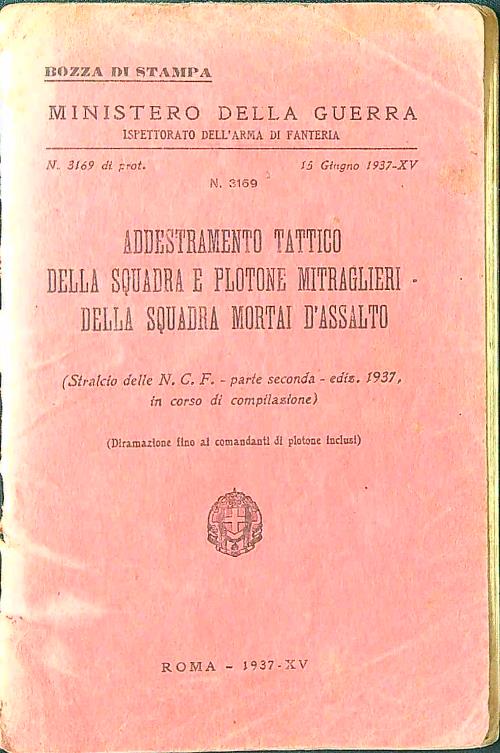 BOZZA DI STAMPA
MINISTERO DELLA GUERRA
ISPETTORATO DELL'ARMA DI FANTERIA
N. 3169 di prot. 15 Giugno 1937-XV
N. 3169
ADDESTRAMENTO TATTICO
DELLA SQUADRA E PLOTONE MITRAGLIERI -
DELLA SQUADRA MORTAI D'ASSALTO
(Stralcio delle N. C. F. - parte seconda - ediz. 1937,
in corso di compilazione)
(Diramazione fino ai comandanti di plotone inclusi)
ROMA - 1937-XV